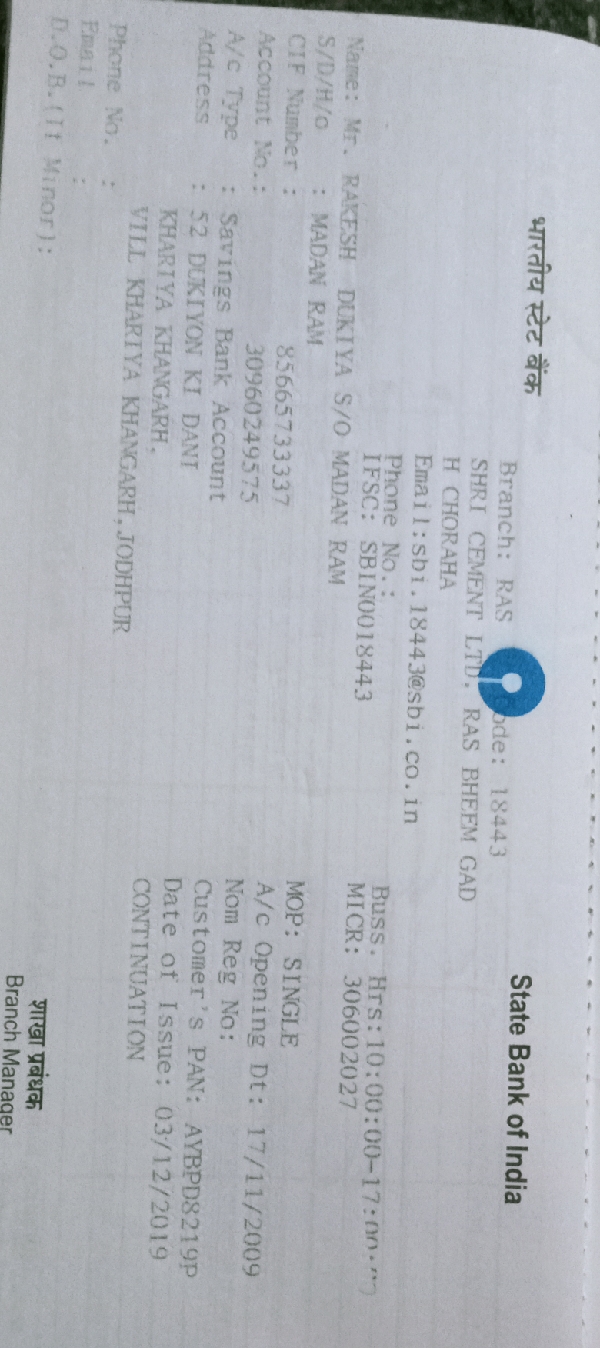 भारतीय स्टेट बैंक
State Bank of India
Branch: RAS ode: 18443
SHRI CEMENT LTD. RAS BHEEM GAD
H CHORAHA
Email:sbi.18443@sbi.co.in
Phone No.:
Buss. Hrs:10:00:00-17:00:00
IFSC: SBIN0018443
MICR: 306002027
Name: Mr. RAKESH DUKIYA S/O MADAN RAM
S/D/H/o : MADAN RAM
MOP: SINGLE
CIF Number : 85665733337
A/c Opening Dt: 17/11/2009
Account No.: 30960249575
Nom Reg No:
A/c Type : Savings Bank Account
Customer's PAN: AYBPD8219P
Address : 52 DUKIYON KI DANI
Date of Issue: 03/12/2019
KHARIYA KHANGARH,
CONTINUATION
VILL KHARIYA KHANGARH,JODHPUR
Phone No. :
Email :
D.O.B.(If Minor):
शाखा प्रबंधक
Branch Manager